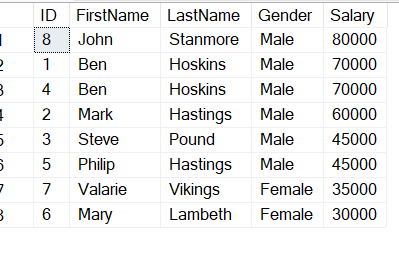 ID FirstName LastName Gender Salary
1 8 John Stanmore Male 80000
2 1 Ben Hoskins Male 70000
3 4 Ben Hoskins Male 70000
4 2 Mark Hastings Male 60000
5 3 Steve Pound Male 45000
6 5 Philip Hastings Male 45000
7 7 Valarie Vikings Female 35000
8 6 Mary Lambeth Female 30000